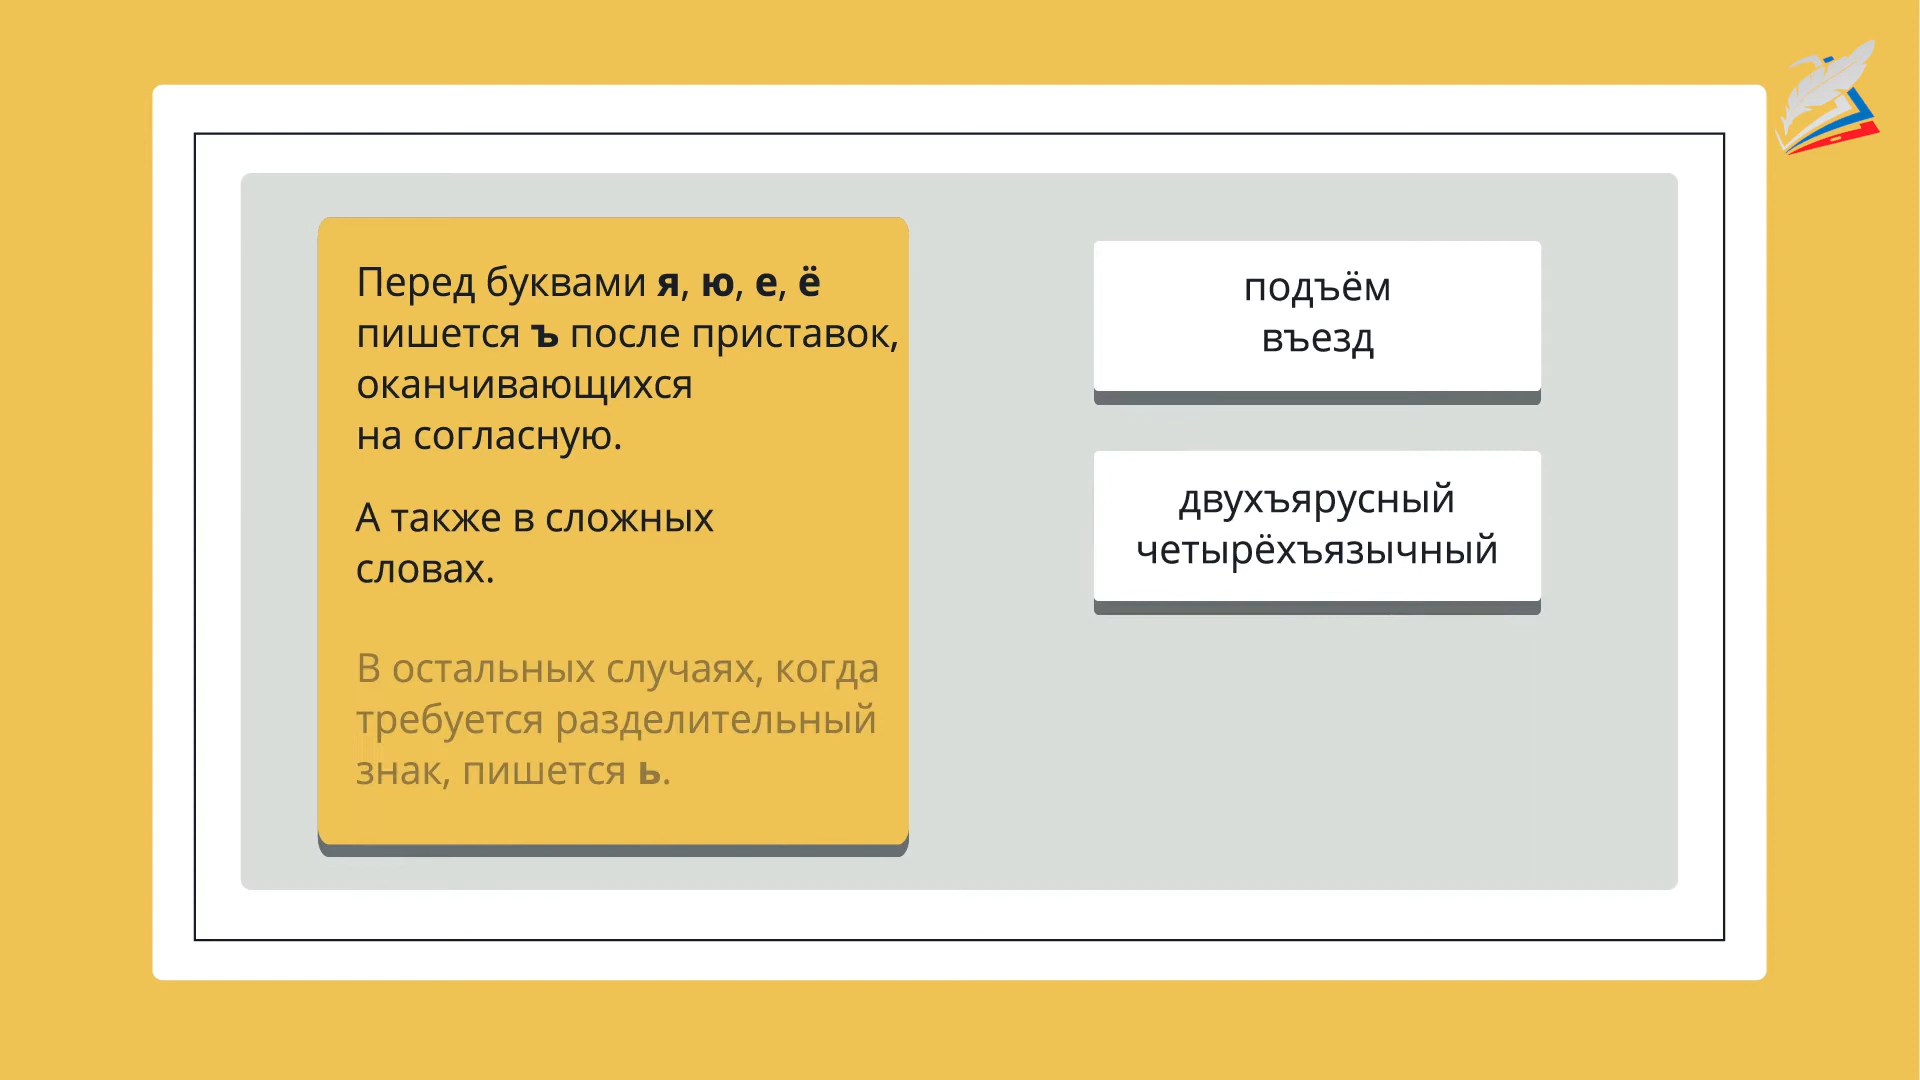 Перед буквами я, ю, е, ё
пишется ъ после приставок,
оканчивающихся
на согласную.
А также в сложных
словах.
В остальных случаях, когда
требуется разделительный
знак, пишется ь.
подъём
въезд
двухъярусный
четырёхъязычный